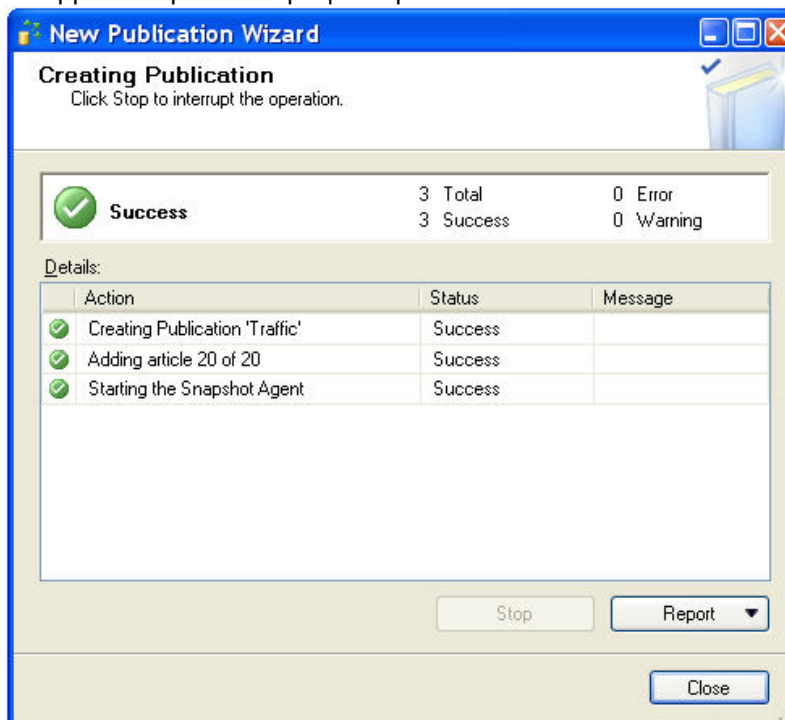 New Publication Wizard
Creating Publication
Click Stop to interrupt the operation.
Success
3 Total
0 Error
3 Success
0 Warning
Details:
Action Status Message
Creating Publication 'Traffic' Success
Adding article 20 of 20 Success
Starting the Snapshot Agent Success
Stop Report
Close